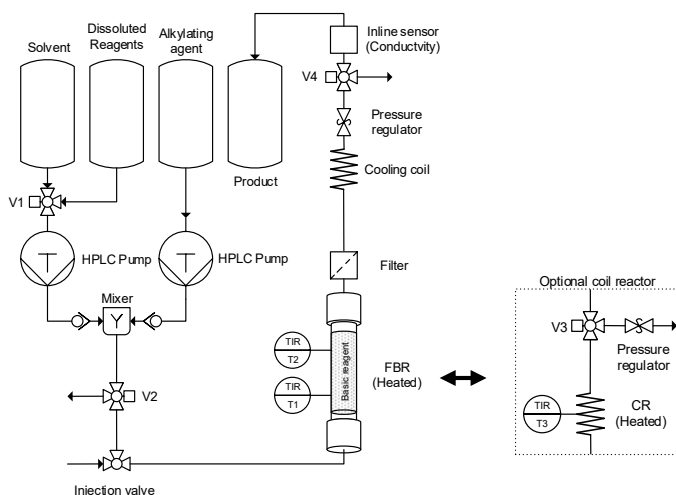 Solvent
Dissoluted
Reagents
Alkylating
agent
Inline sensor
(Conductvity)
V4
Pressure
regulator
Product
Cooling coil
V1
HPLC Pump
HPLC Pump
Filter
Mixer
Y
Optional coil reactor
V3
Pressure
regulator
TIR
T2
TIR
T1
Basic reagent
FBR
(Heated)
TIR
T3
CR
(Heated)
V2
Injection valve